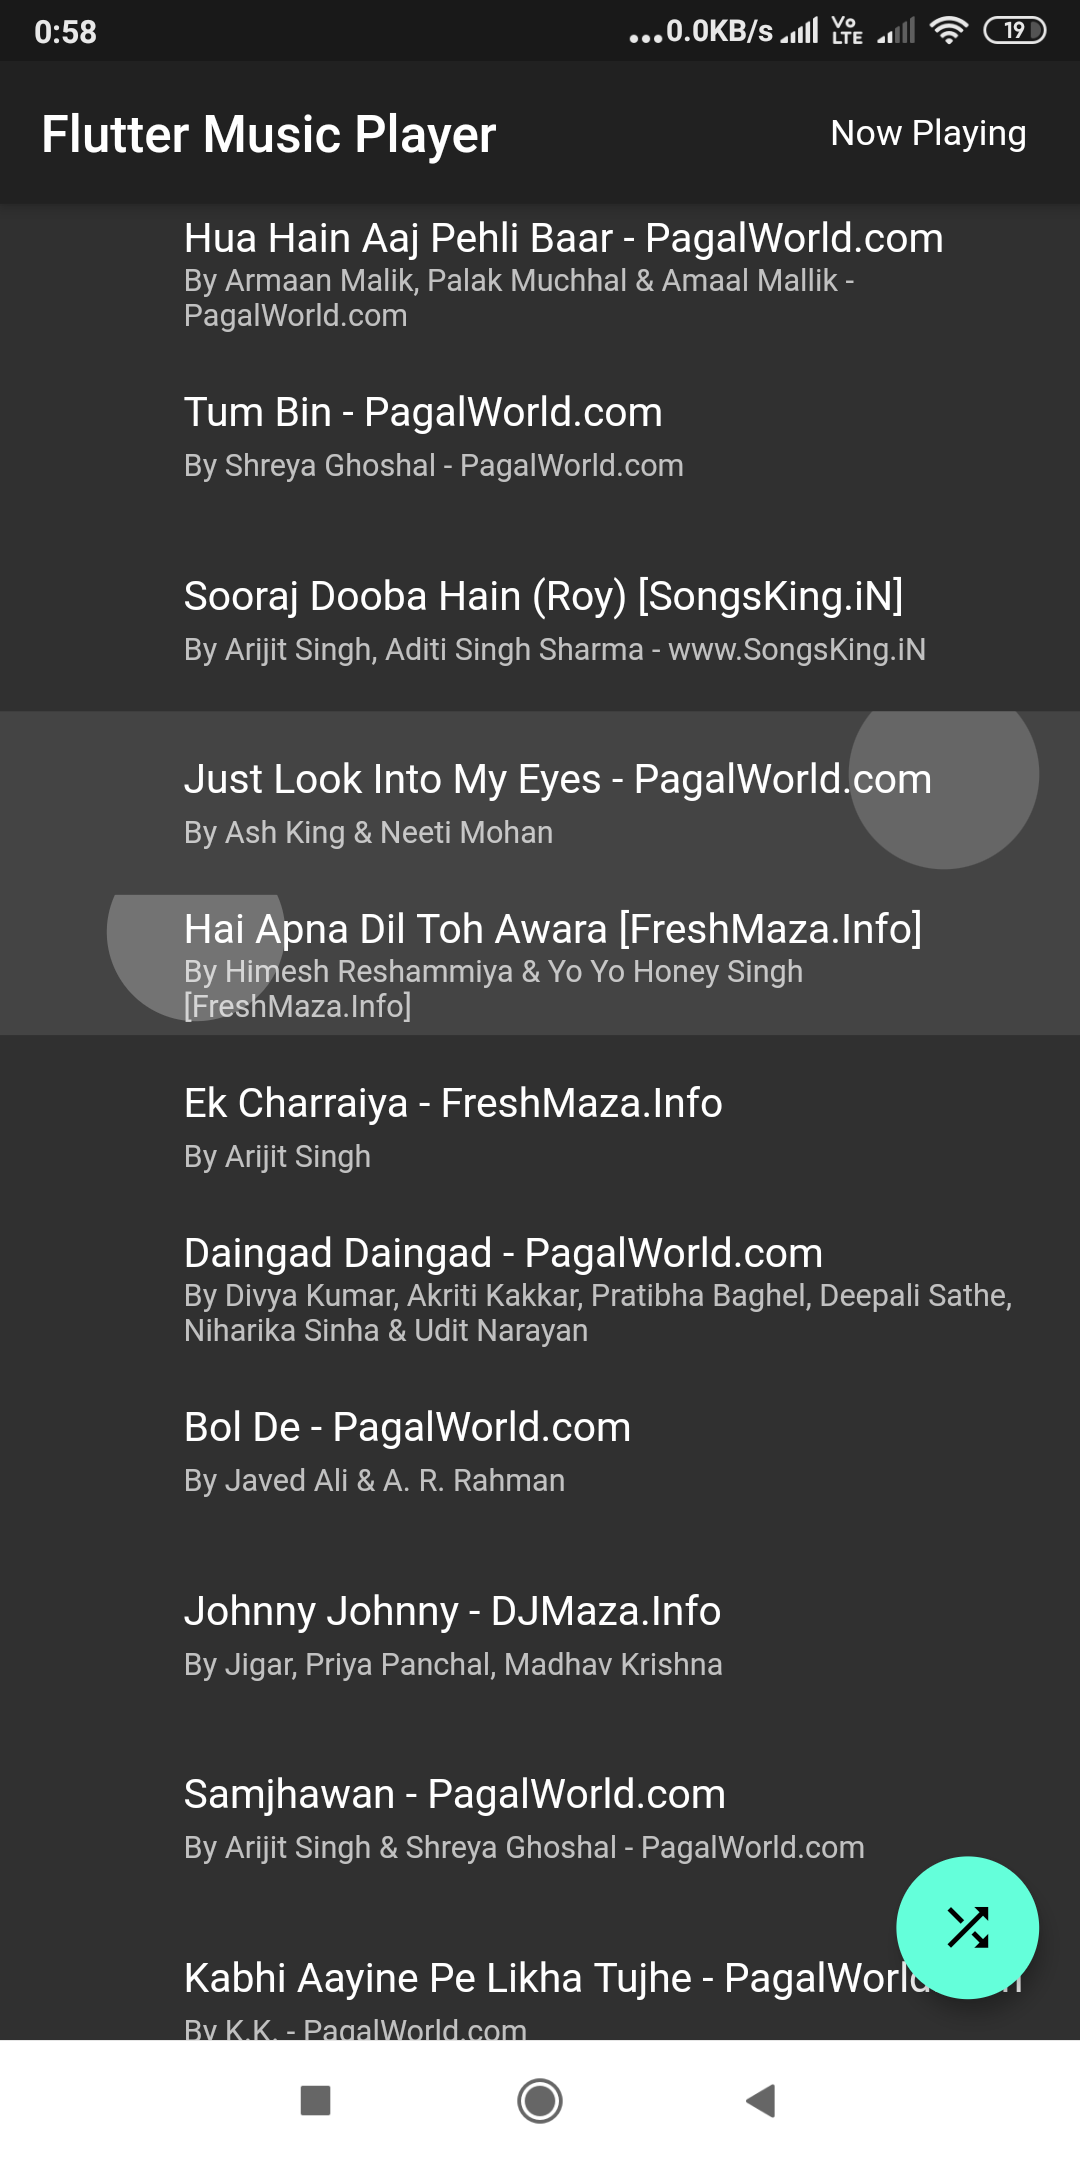 0:58
...0.0KB/s Vo LTE 19
Flutter Music Player
Now Playing
Hua Hain Aaj Pehli Baar - PagalWorld.com
By Armaan Malik, Palak Muchhal & Amaal Mallik -
PagalWorld.com
Tum Bin - PagalWorld.com
By Shreya Ghoshal - PagalWorld.com
Sooraj Dooba Hain (Roy) [SongsKing.iN]
By Arijit Singh, Aditi Singh Sharma - www.SongsKing.iN
Just Look Into My Eyes - PagalWorld.com
By Ash King & Neeti Mohan
Hai Apna Dil Toh Awara [FreshMaza.Info]
By Himesh Reshammiya & Yo Yo Honey Singh
[FreshMaza.Info]
Ek Charraiya - FreshMaza.Info
By Arijit Singh
Daingad Daingad - PagalWorld.com
By Divya Kumar, Akriti Kakkar, Pratibha Baghel, Deepali Sathe,
Niharika Sinha & Udit Narayan
Bol De - PagalWorld.com
By Javed Ali & A. R. Rahman
Johnny Johnny - DJMaza.Info
By Jigar, Priya Panchal, Madhav Krishna
Samjhawan - PagalWorld.com
By Arijit Singh & Shreya Ghoshal - PagalWorld.com
Kabhi Aayine Pe Likha Tujhe -
By K.K. - PagalWorld.com